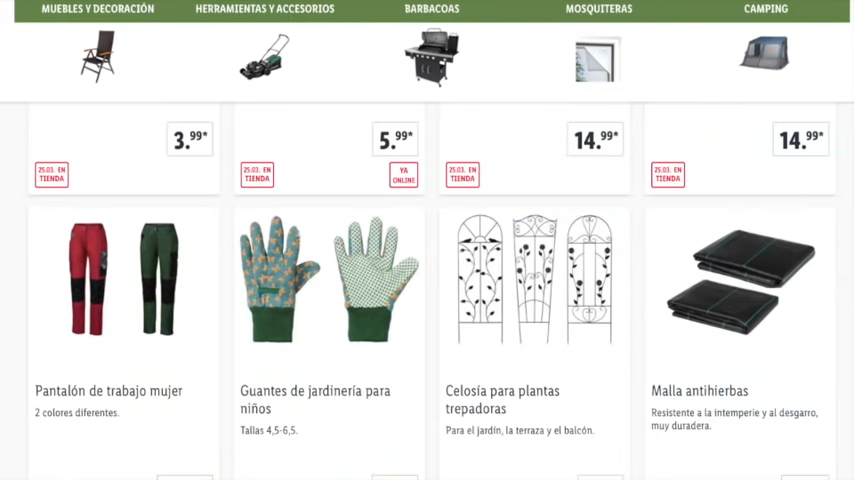 MUEBLES Y DECORACIÓN
HERRAMIENTAS Y ACCESORIOS
BARBACOAS
MOSQUITERAS
CAMPING
3.99*
5.99*
14.99*
14.99*
25.03. EN
TIENDA
25.03. EN
TIENDA
YA
ONLINE
25.03. EN
TIENDA
25.03. EN
TIENDA
Pantalón de trabajo mujer
2 colores diferentes.
Guantes de jardinería para
niños
Tallas 4,5-6,5.
Celosía para plantas
trepadoras
Para el jardín, la terraza y el balcón.
Malla antihierbas
Resistente a la intemperie y al desgarro,
muy duradera.